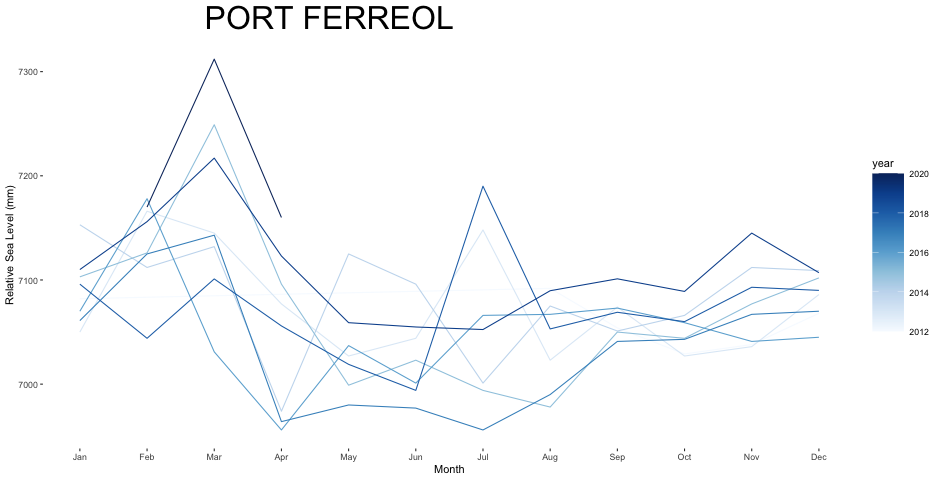 PORT FERREOL
7300
7200
7100
7000
Relative Sea Level (mm)
Jan Feb Mar Apr May Jun Jul Aug Sep Oct Nov Dec
Month
year
2020
2018
2016
2014
2012